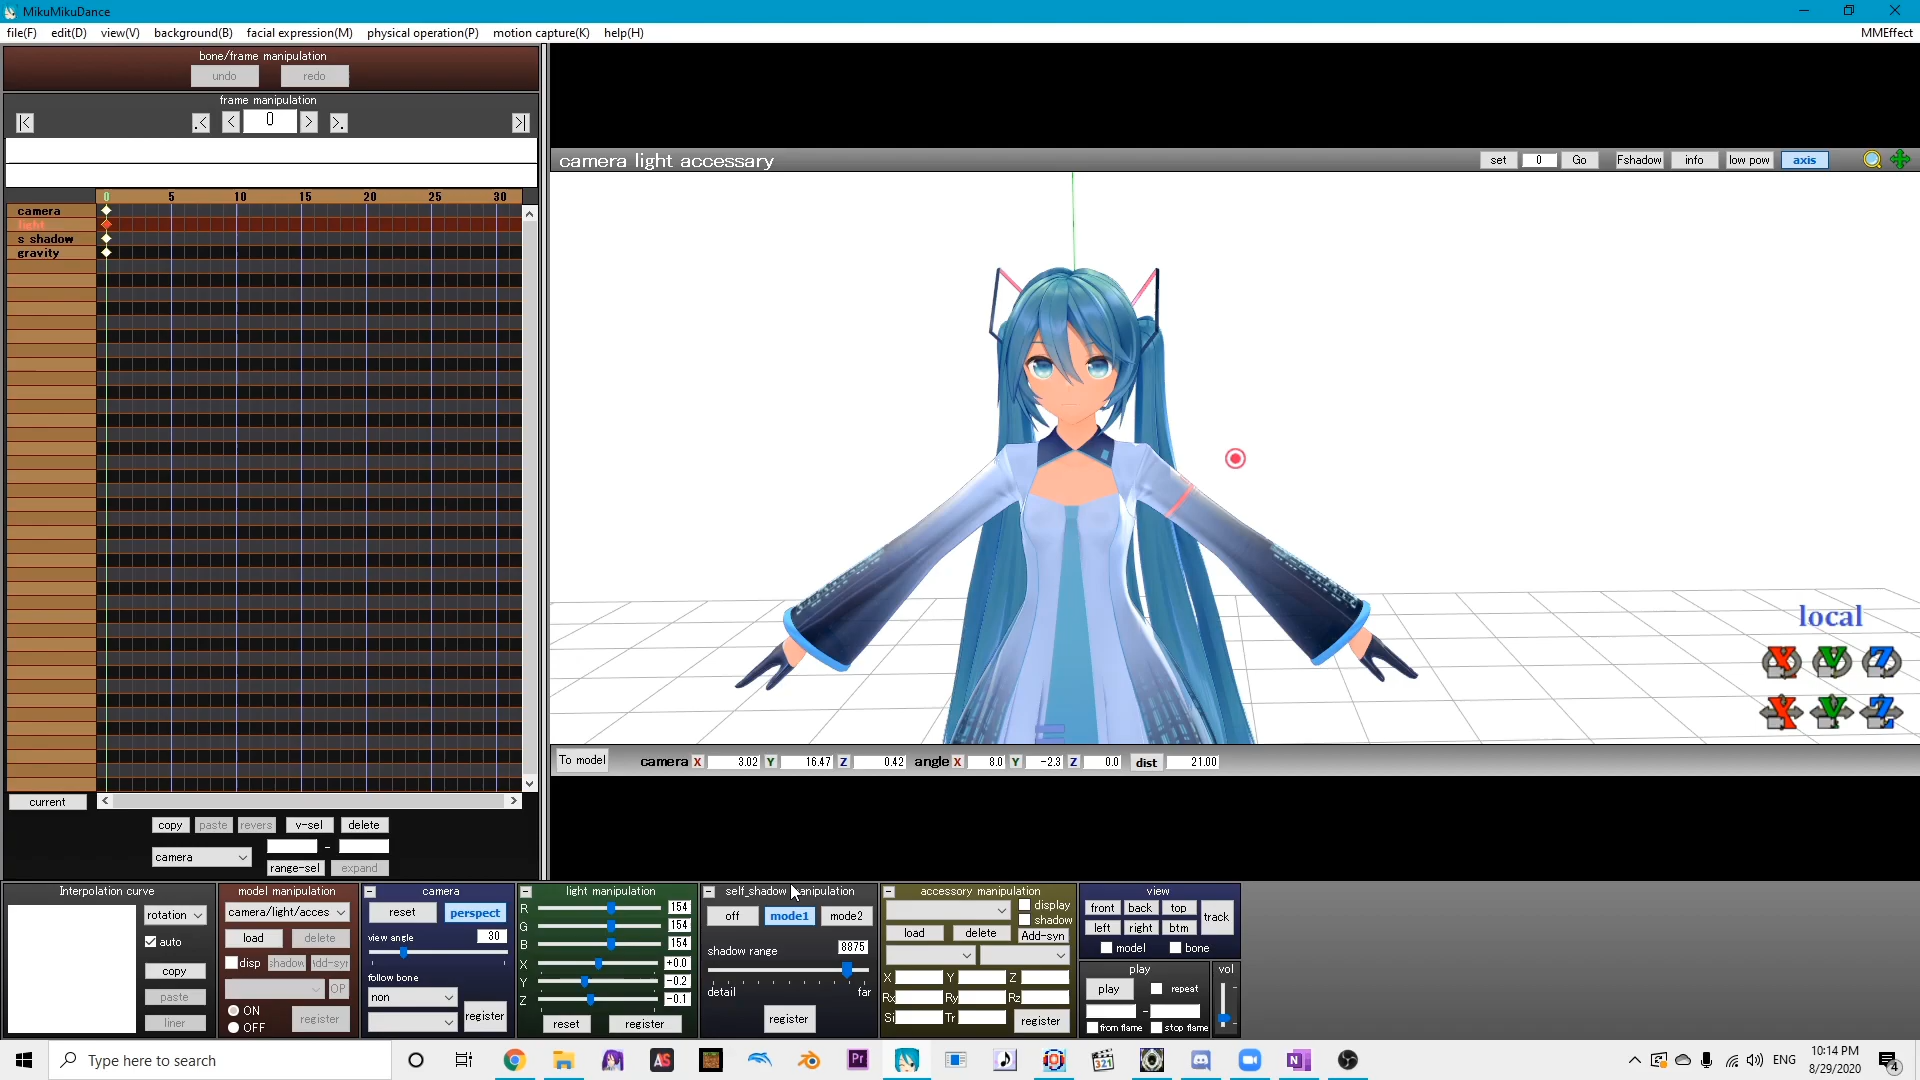 MikuMikuDance
file(F) edit(D) view(V) background(B) facial expression(M) physical operation(P) motion capture(K) help(H) MMEffect
bone/frame manipulation
undo redo
frame manipulation
|< .< < 0 > >. >|
camera light accessary set 0 Go Fshadow info low pow axis
0 5 10 15 20 25 30
camera
light
s shadow
gravity
local
X Y Z
X Y Z
To model camera X 3.02 Y 16.47 Z 0.42 angle X 8.0 Y -2.3 Z 0.0 dist 21.00
current < >
copy paste revers v-sel delete
camera -
range-sel expand
Interpolation curve
rotation
auto
copy
paste
liner
model manipulation
camera/light/acces
load delete
disp shadow Add-syn
OP
ON
OFF
register
- camera
reset perspect
view angle 30
follow bone
non
register
- light manipulation
R 154
G 154
B 154
X +0.0
Y -0.2
Z -0.1
reset register
- self_shadow manipulation
off mode1 mode2
shadow range 8875
detail far
register
- accessory manipulation
display
shadow
load delete Add-syn
X Y Z
Rx Ry Rz
Si Tr register
view
front back top
left right btm
track
model bone
play
play repeat
-
from flame stop flame
vol
Type here to search
AS
Pr
321
N
ENG
10:14 PM
8/29/2020
4